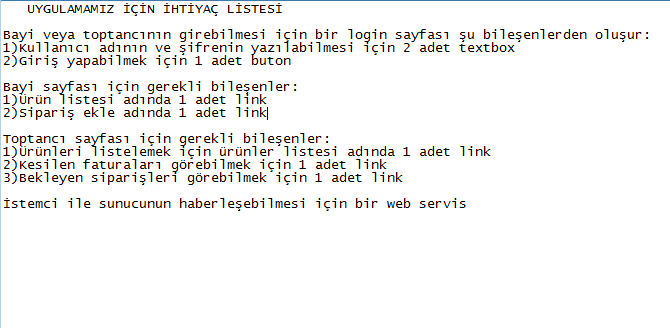 UYGULAMAMIZ İÇİN İHTİYAÇ LİSTESİ
Bayi veya toptancının girebilmesi için bir login sayfası şu bileşenlerden oluşur:
1)Kullanıcı adının ve şifrenin yazılabilmesi için 2 adet textbox
2)Giriş yapabilmek için 1 adet buton
Bayi sayfası için gerekli bileşenler:
1)Ürün listesi adında 1 adet link
2)Sipariş ekle adında 1 adet link
Toptancı sayfası için gerekli bileşenler:
1)Ürünleri listelemek için ürünler listesi adında 1 adet link
2)Kesilen faturaları görebilmek için 1 adet link
3)Bekleyen siparişleri görebilmek için 1 adet link
İstemci ile sunucunun haberleşebilmesi için bir web servis